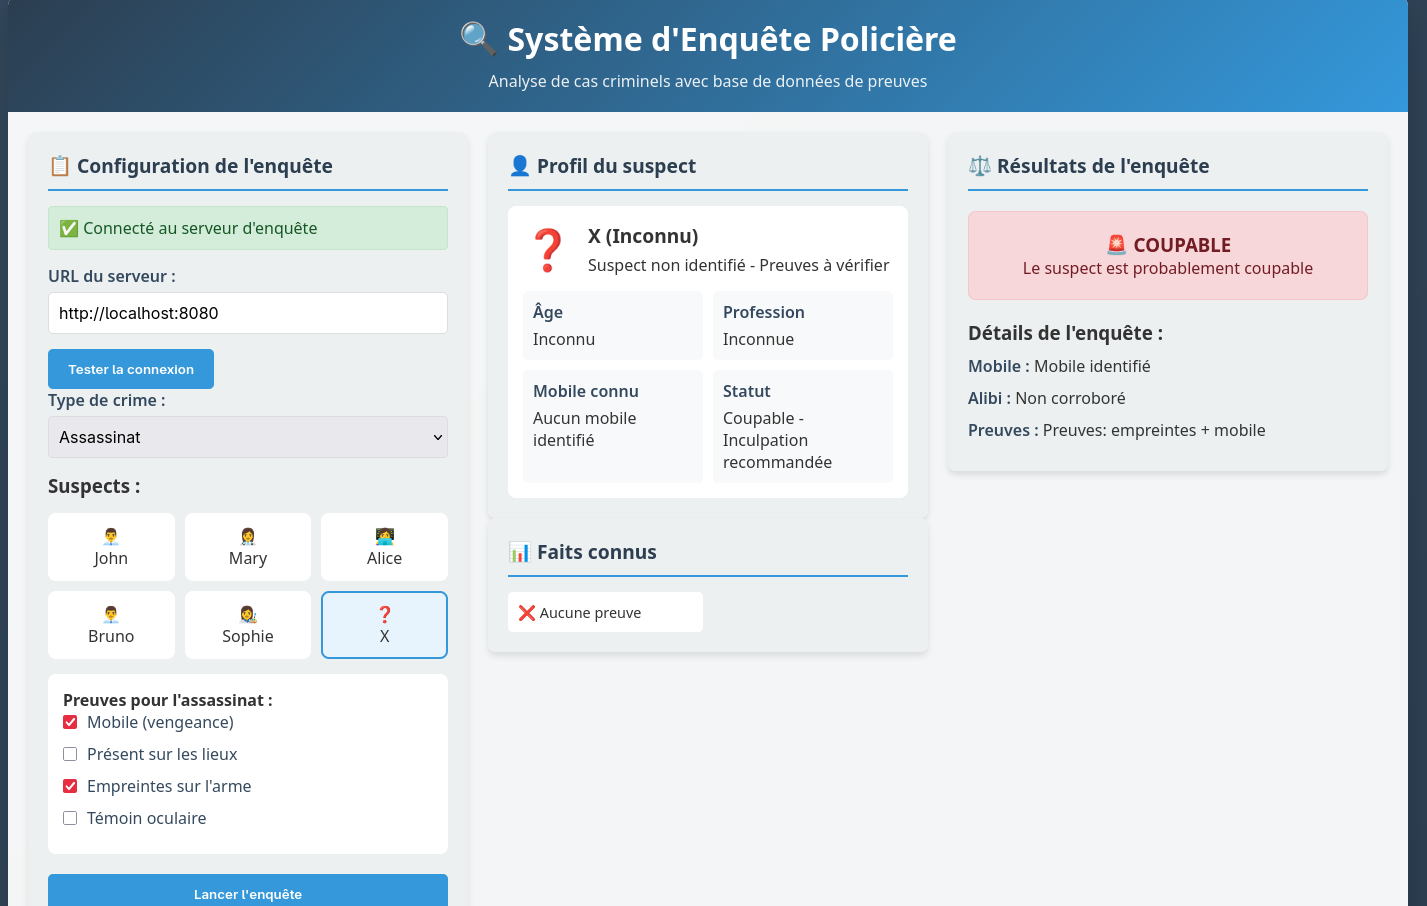 🔍 Système d'Enquête Policière
Analyse de cas criminels avec base de données de preuves
📋 Configuration de l'enquête
✅ Connecté au serveur d'enquête
URL du serveur :
http://localhost:8080
Tester la connexion
Type de crime :
Assassinat
Suspects :
John
Mary
Alice
Bruno
Sophie
❓
X
Preuves pour l'assassinat :
Mobile (vengeance)
Présent sur les lieux
Empreintes sur l'arme
Témoin oculaire
Lancer l'enquête
👤 Profil du suspect
❓
X (Inconnu)
Suspect non identifié - Preuves à vérifier
Âge
Inconnu
Profession
Inconnue
Mobile connu
Aucun mobile
identifié
Statut
Coupable -
Inculpation
recommandée
📊 Faits connus
❌ Aucune preuve
⚖️ Résultats de l'enquête
🚨 COUPABLE
Le suspect est probablement coupable
Détails de l'enquête :
Mobile : Mobile identifié
Alibi : Non corroboré
Preuves : Preuves: empreintes + mobile